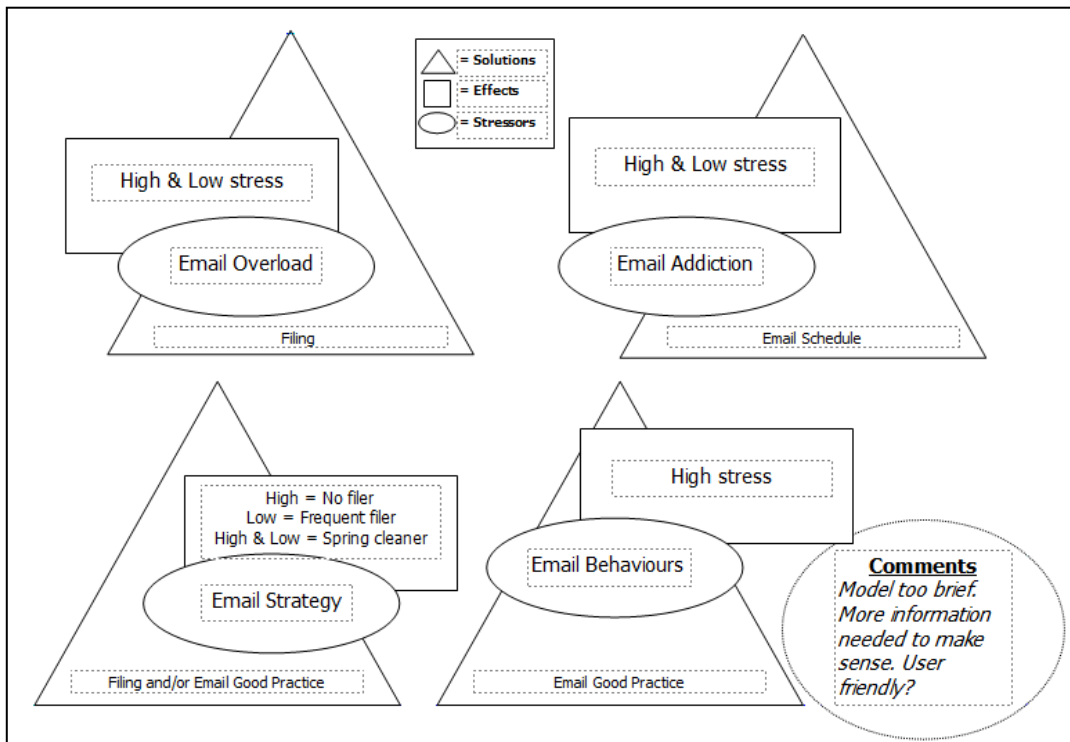 = Solutions
= Effects
= Stressors
High & Low stress
Email Overload
Filing
High & Low stress
Email Addiction
Email Schedule
High = No filer
Low = Frequent filer
High & Low = Spring cleaner
Email Strategy
Filing and/or Email Good Practice
High stress
Email Behaviours
Email Good Practice
Comments
Model too brief.
More information
needed to make
sense. User
friendly?